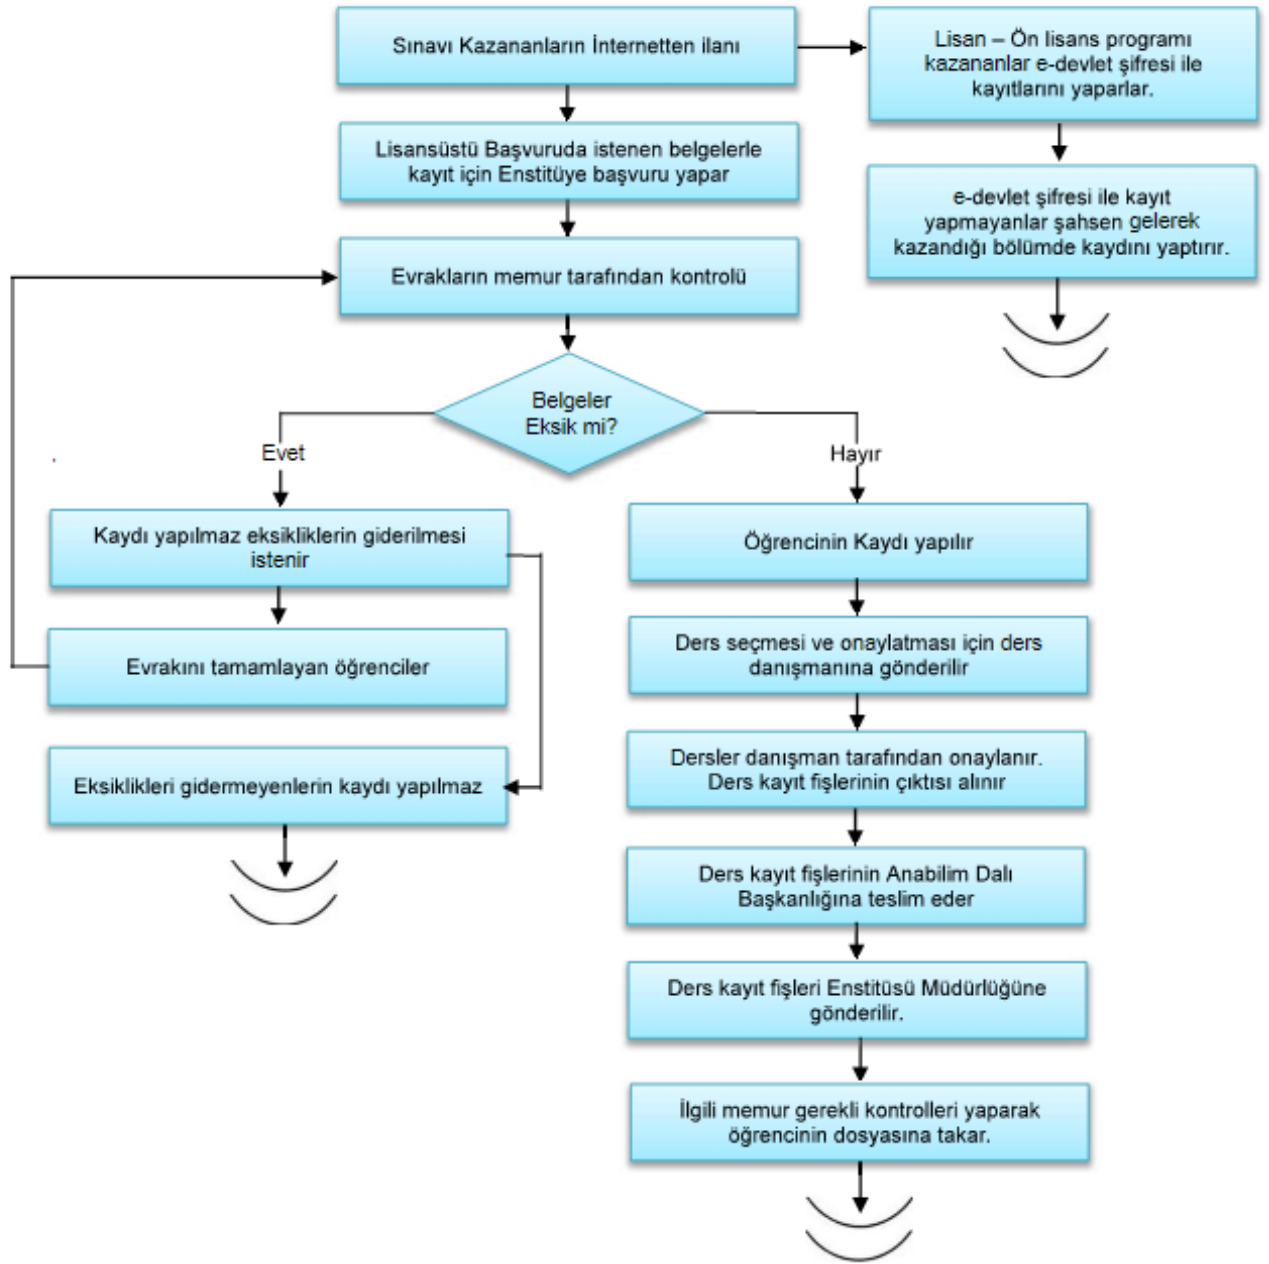 Sınavı Kazananların İnternetten ilanı
Lisan – Ön lisans programı
kazananlar e-devlet şifresi ile
kayıtlarını yaparlar.
Lisansüstü Başvuruda istenen belgelerle
kayıt için Enstitüye başvuru yapar
e-devlet şifresi ile kayıt
yapmayanlar şahsen gelerek
kazandığı bölümde kaydını yaptırır.
Evrakların memur tarafından kontrolü
Belgeler
Eksik mi?
Evet
Hayır
Kaydı yapılmaz eksikliklerin giderilmesi
istenir
Evrakını tamamlayan öğrenciler
Eksiklikleri gidermeyenlerin kaydı yapılmaz
Öğrencinin Kaydı yapılır
Ders seçmesi ve onaylatması için ders
danışmanına gönderilir
Dersler danışman tarafından onaylanır.
Ders kayıt fişlerinin çıktısı alınır
Ders kayıt fişlerinin Anabilim Dalı
Başkanlığına teslim eder
Ders kayıt fişleri Enstitüsü Müdürlüğüne
gönderilir.
İlgili memur gerekli kontrolleri yaparak
öğrencinin dosyasına takar.